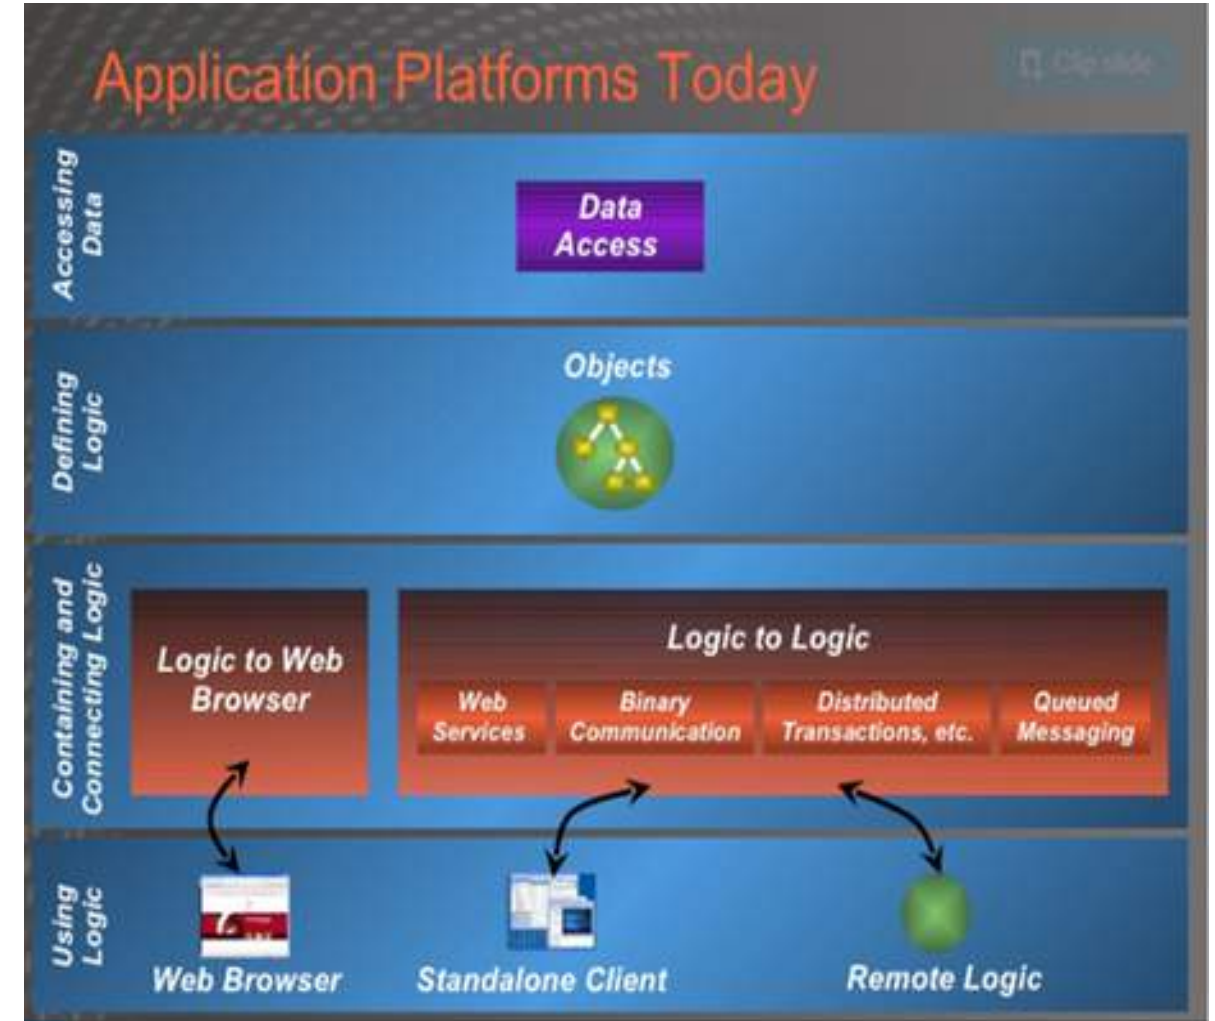 Application Platforms Today
Clip slide
Accessing
Data
Data
Access
Defining
Logic
Objects
Containing and
Connecting Logic
Logic to Web
Browser
Logic to Logic
Web
Services
Binary
Communication
Distributed
Transactions, etc.
Queued
Messaging
Using
Logic
Web Browser
Standalone Client
Remote Logic